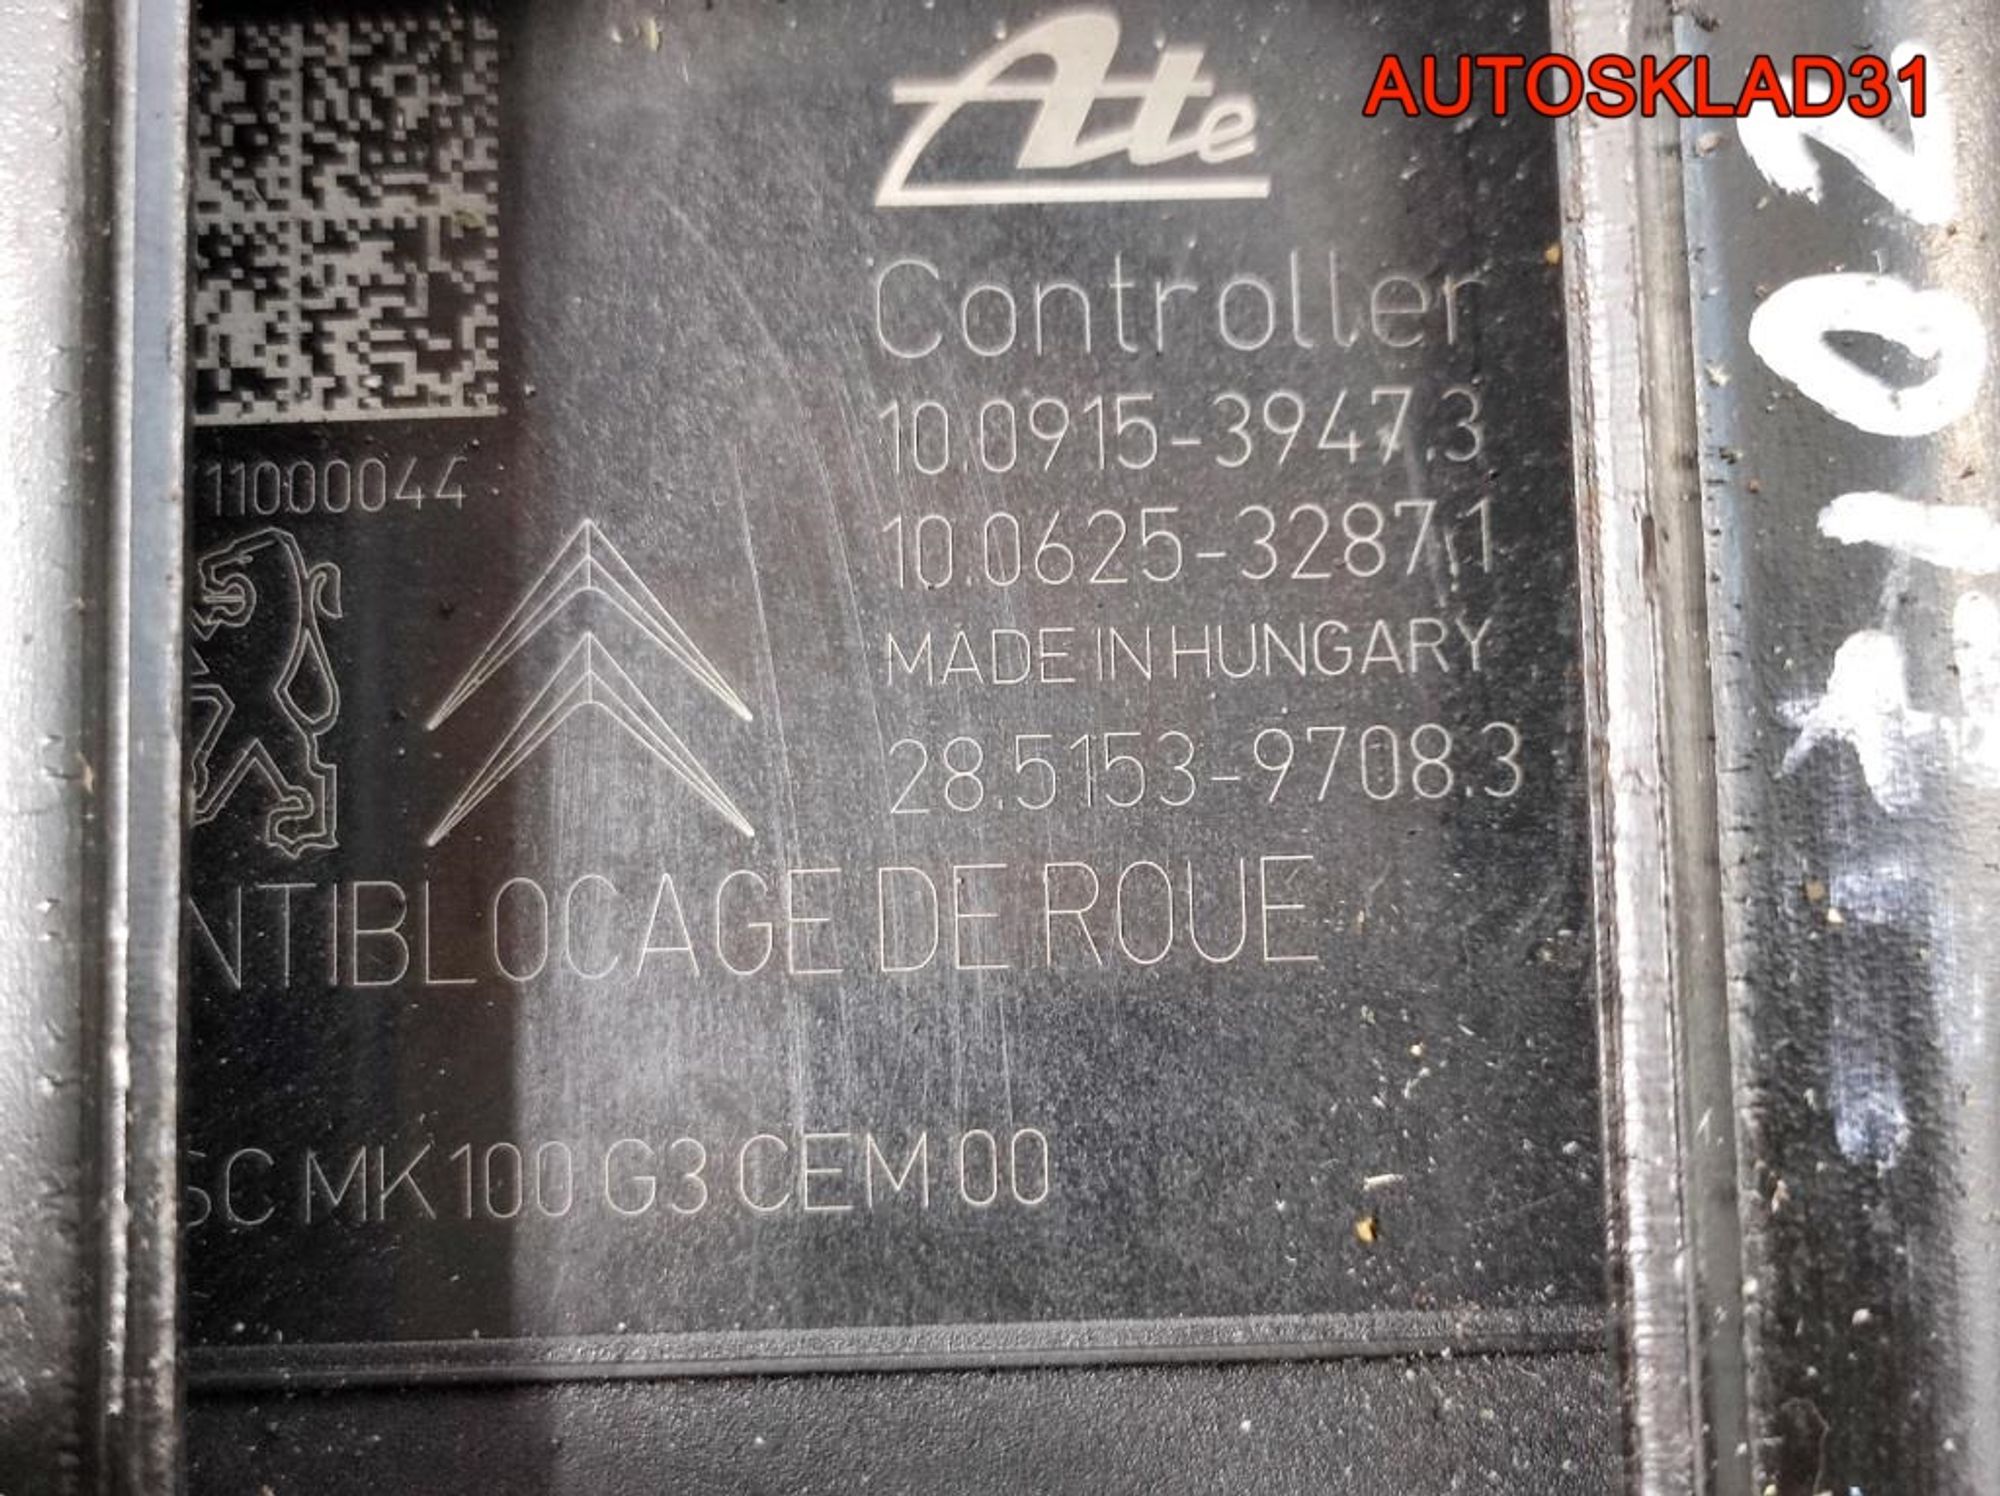 AUTOSKLAD31
Ate
Controller
10.0915-3947.3
11000044
10.0625-3287.1
MADE IN HUNGARY
28.5153-9708.3
NTIBLOCAGE DE ROUE
SC MK100 G3 CEM 00